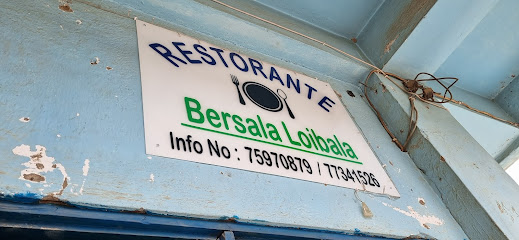 RESTORANTE
Bersala Loibala
Info No : 75970879 / 77341526